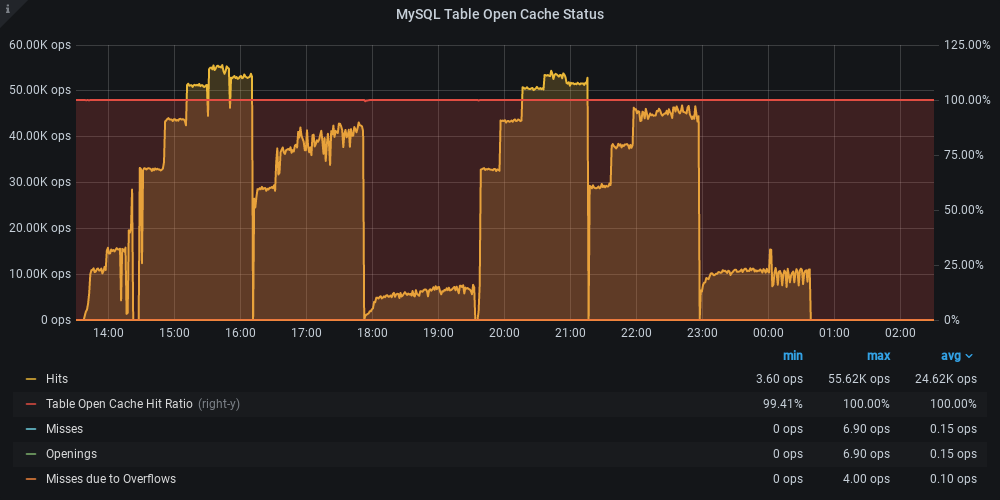 i
MySQL Table Open Cache Status
60.00K ops 125.00%
50.00K ops 100.00%
40.00K ops 75.00%
30.00K ops 50.00%
20.00K ops 25.00%
10.00K ops 0%
0 ops
14:00 15:00 16:00 17:00 18:00 19:00 20:00 21:00 22:00 23:00 00:00 01:00 02:00
min max avg
Hits 3.60 ops 55.62K ops 24.62K ops
Table Open Cache Hit Ratio (right-y) 99.41% 100.00% 100.00%
Misses 0 ops 6.90 ops 0.15 ops
Openings 0 ops 6.90 ops 0.15 ops
Misses due to Overflows 0 ops 4.00 ops 0.10 ops